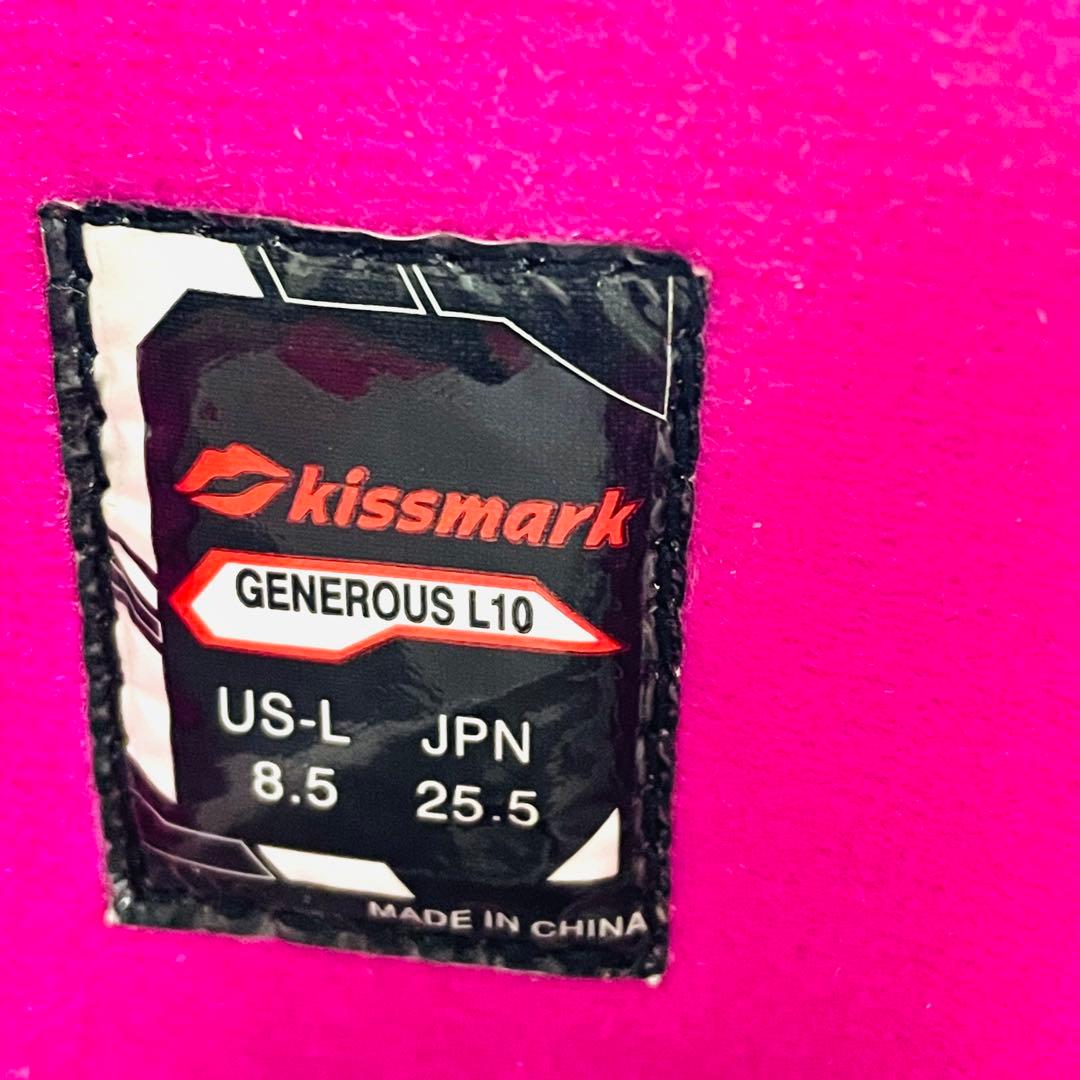 kissmark
GENEROUS L10
US-L JPN
8.5 25.5
MADE IN CHINA